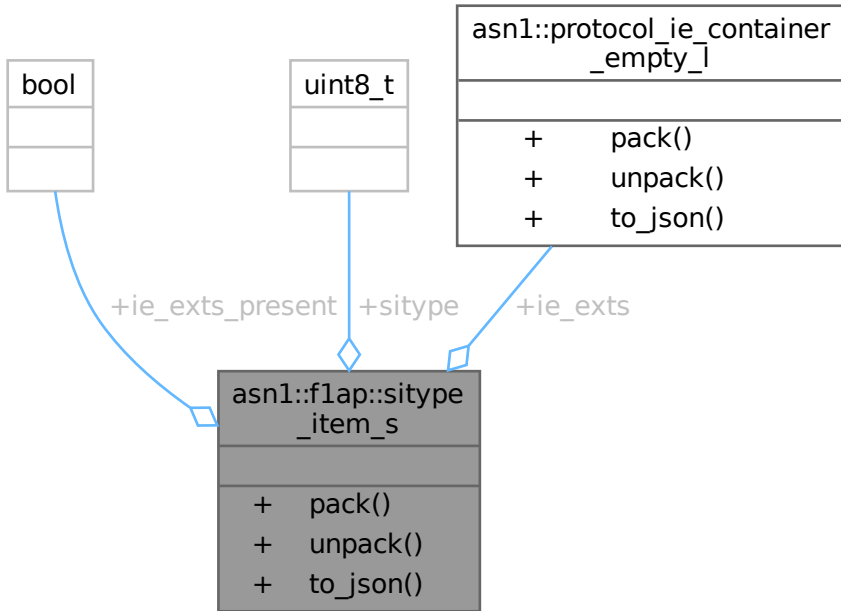 asn1::protocol_ie_container
_empty_l
bool
uint8_t
+ pack()
+ unpack()
+ to_json()
+ie_exts_present
+sitype
+ie_exts
asn1::f1ap::sitype
_item_s
+ pack()
+ unpack()
+ to_json()